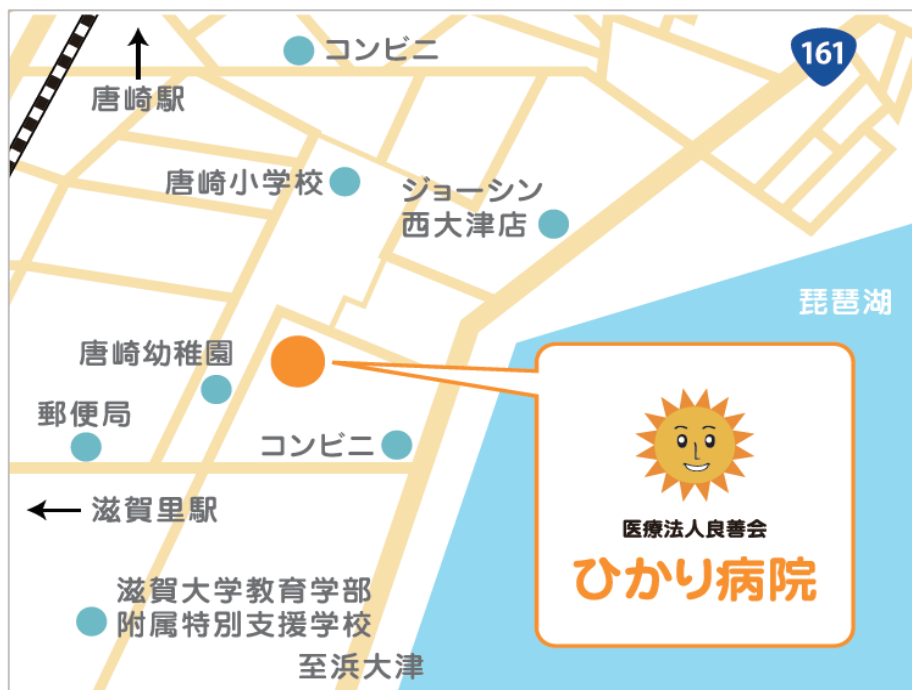 コンビニ
161
唐崎駅
唐崎小学校
ジョーシン
西大津店
琵琶湖
唐崎幼稚園
郵便局
コンビニ
滋賀里駅
医療法人良善会
ひかり病院
滋賀大学教育学部
附属特別支援学校
至浜大津